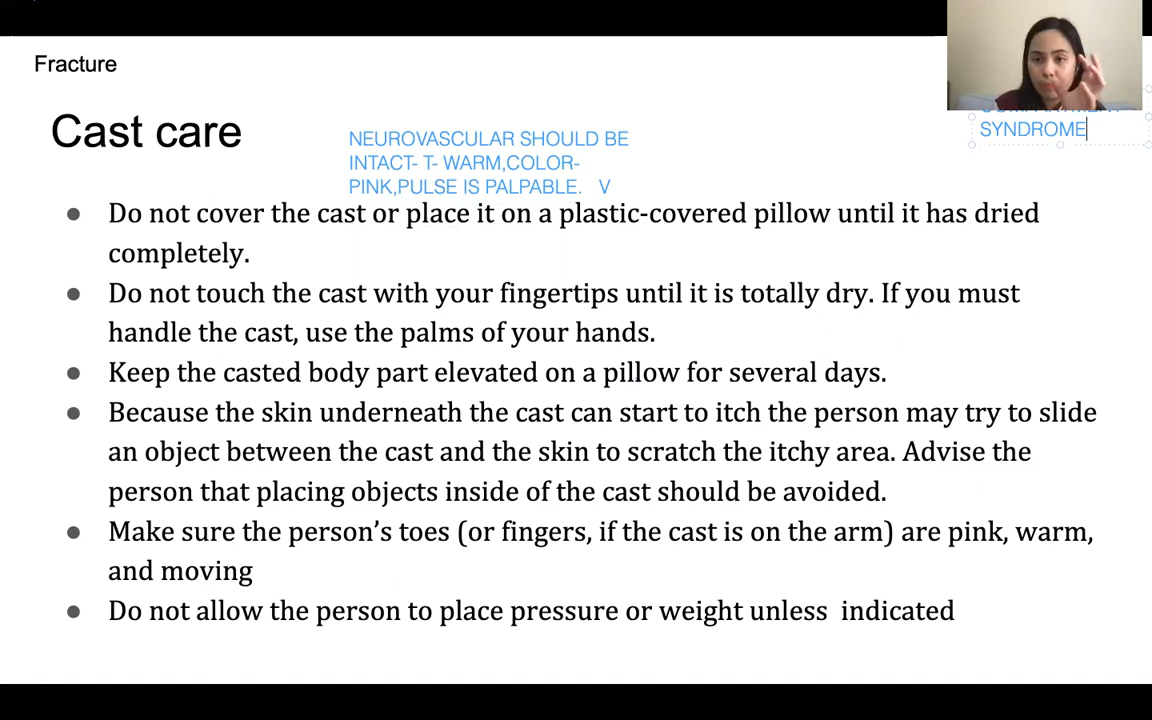 Fracture
SYNDROME
Cast care
NEUROVASCULAR SHOULD BE
INTACT- T- WARM,COLOR-
PINK,PULSE IS PALPABLE. V
● Do not cover the cast or place it on a plastic-covered pillow until it has dried
completely.
● Do not touch the cast with your fingertips until it is totally dry. If you must
handle the cast, use the palms of your hands.
● Keep the casted body part elevated on a pillow for several days.
● Because the skin underneath the cast can start to itch the person may try to slide
an object between the cast and the skin to scratch the itchy area. Advise the
person that placing objects inside of the cast should be avoided.
● Make sure the person’s toes (or fingers, if the cast is on the arm) are pink, warm,
and moving
● Do not allow the person to place pressure or weight unless indicated